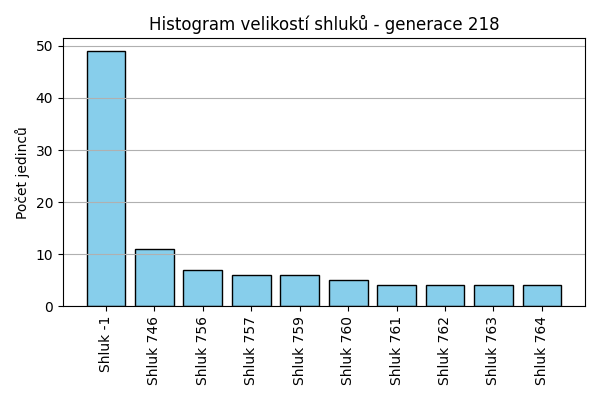 Histogram velikostí shluků - generace 218
Počet jedinců
50
40
30
20
10
0
Shluk -1
Shluk 746
Shluk 756
Shluk 757
Shluk 759
Shluk 760
Shluk 761
Shluk 762
Shluk 763
Shluk 764